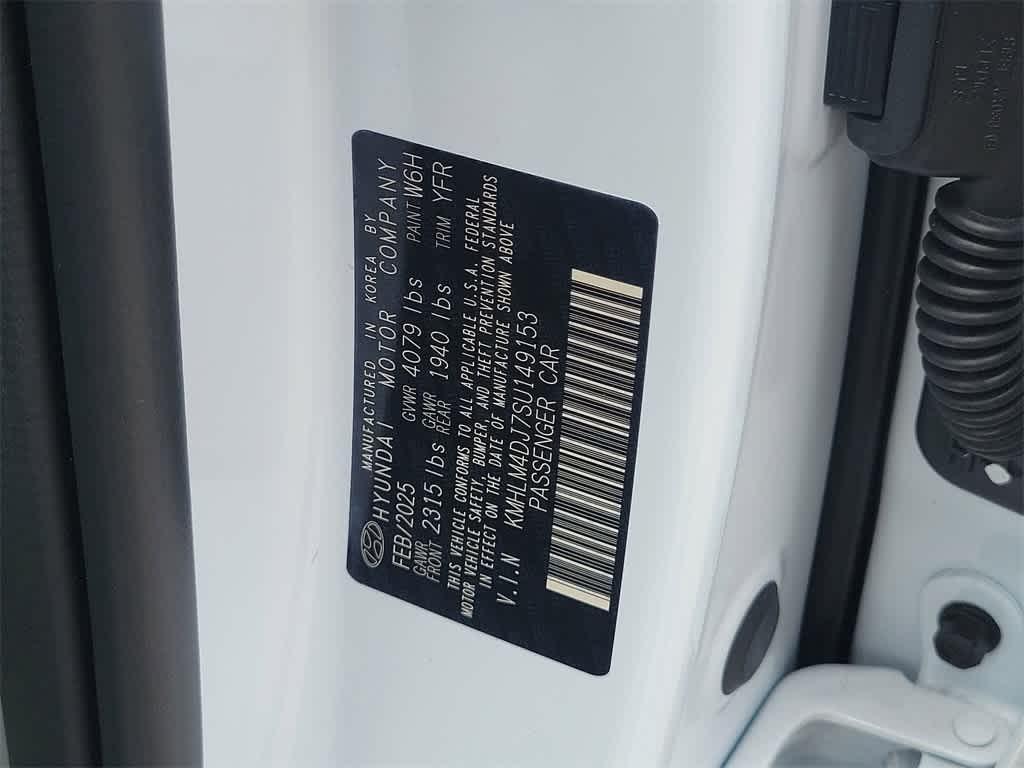 MANUFACTURED IN KOREA BY
HYUNDAI MOTOR COMPANY
FEB/2025 GVWR 4079 lbs PAINT W6H
GAWR FRONT 2315 lbs GAWR REAR 1940 lbs TRIM YFR
THIS VEHICLE CONFORMS TO ALL APPLICABLE U.S.A. FEDERAL
MOTOR VEHICLE SAFETY, BUMPER, AND THEFT PREVENTION STANDARDS
IN EFFECT ON THE DATE OF MANUFACTURE SHOWN ABOVE
V.I.N KMHLM4DJ7SU149153
PASSENGER CAR